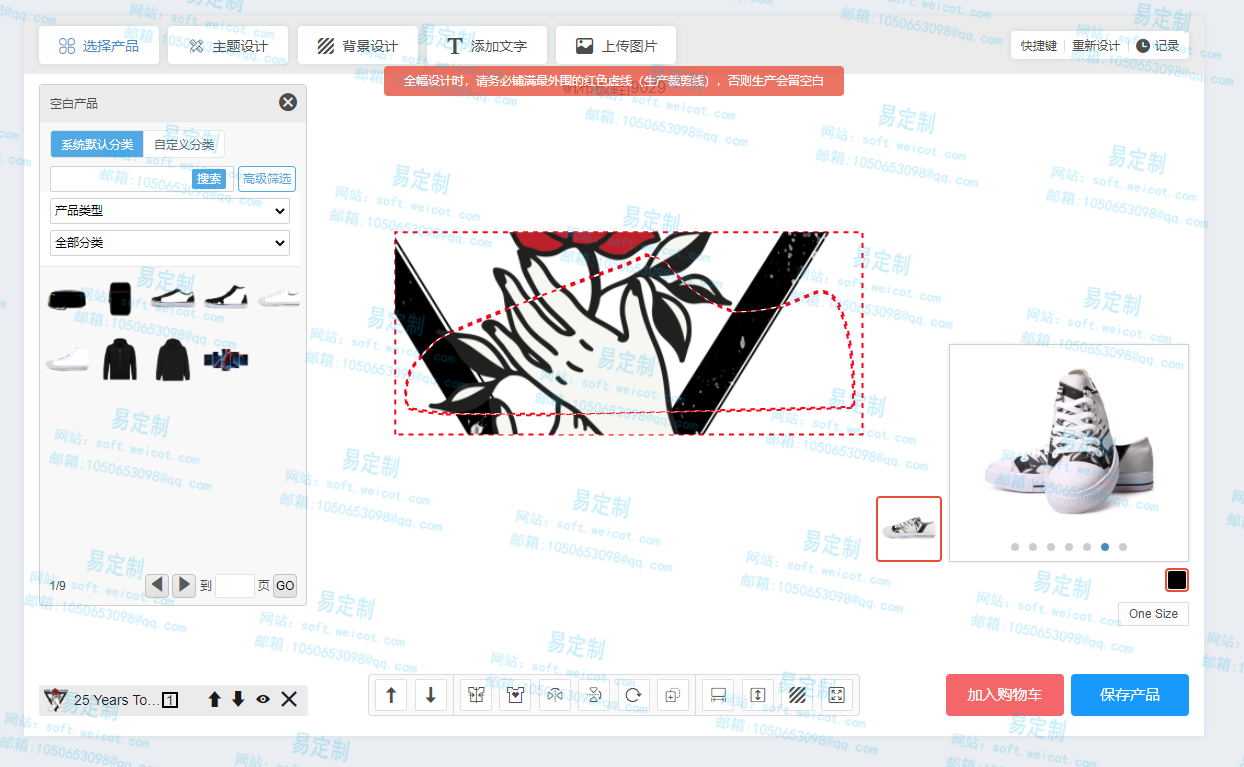 选择产品
主题设计
背景设计
添加文字
上传图片
快捷键
重新设计
记录
全幅设计时，请务必铺满最外围的红色虚线（生产裁剪线），否则生产会留空白
帆布板鞋|9029
空白产品
系统默认分类
自定义分类
搜索
高级筛选
产品类型
全部分类
1/9
到
页
GO
One Size
25 Years To...
1
加入购物车
保存产品
易定制
网站: soft.weicot.com
邮箱:1050653098@qq.com